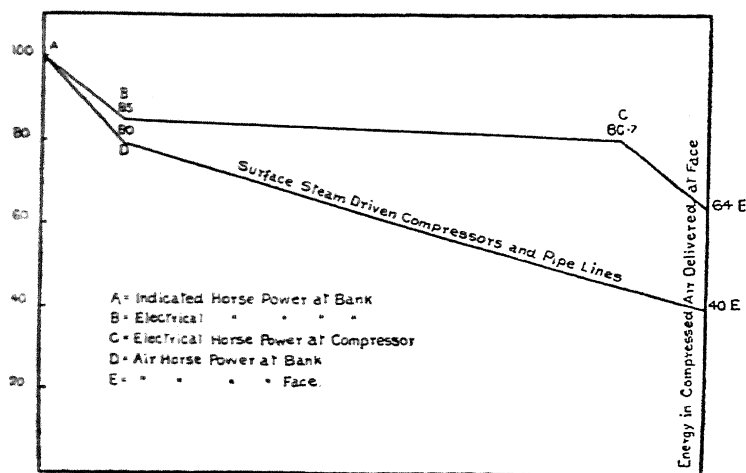 100
A
B
85
80
D
80
C
80·7
Surface Steam Driven Compressors and Pipe Lines
64 E
60
40 E
40
20
Energy in Compressed Air Delivered at Face
A = Indicated Horse Power at Bank
B = Electrical " " " "
C = Electrical Horse Power at Compressor
D = Air Horse Power at Bank
E = " " " " Face.